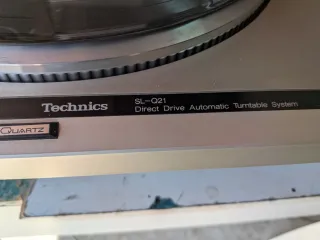 Technics
SL-Q21
Direct Drive Automatic Turntable System
QUARTZ